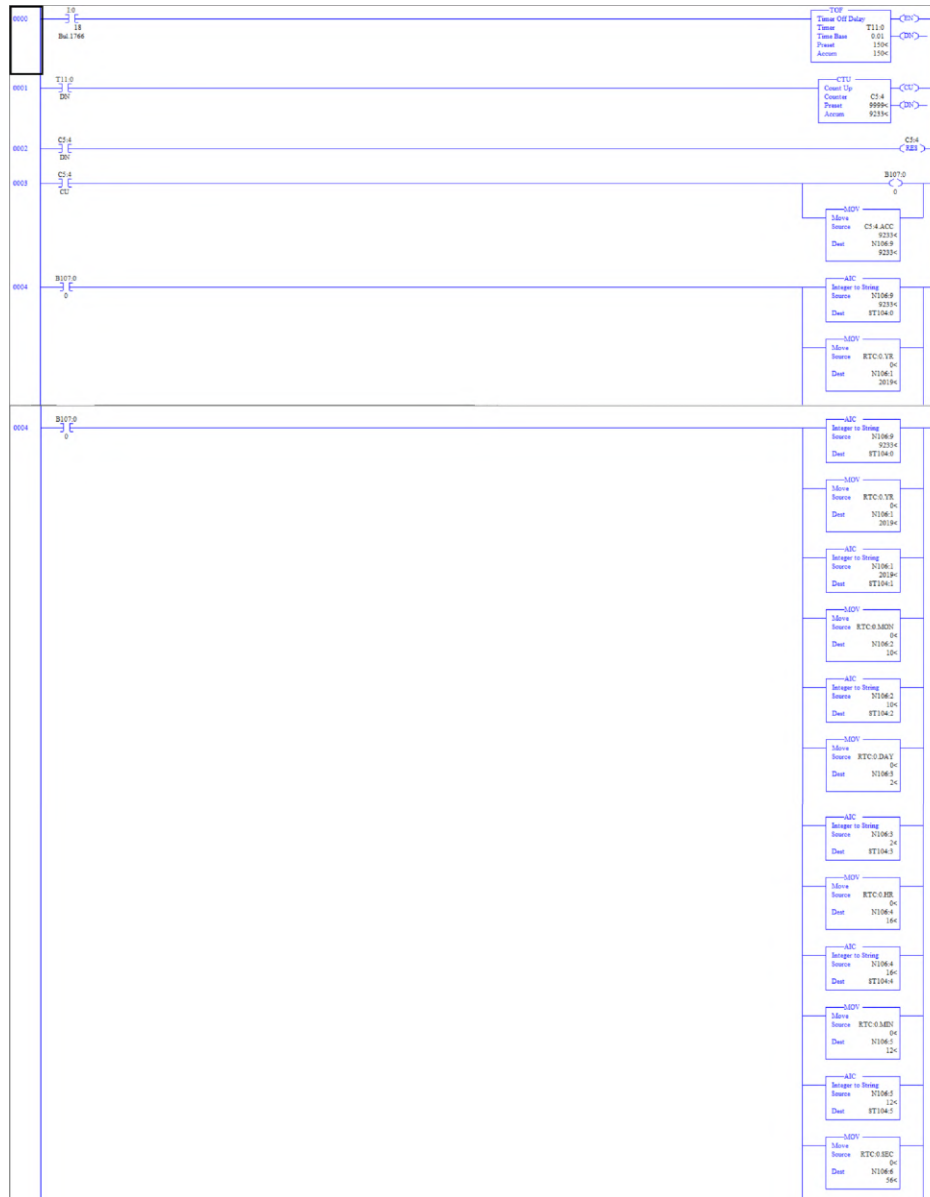 0000
I:0
18
Bul.1766
TOF
Timer Off Delay
Timer T11:0
Time Base 0.01
Preset 150<
Accum 150<
EN
DN
0001
T11:0
DN
CTU
Count Up
Counter C5:4
Preset 9999<
Accum 9233<
CU
DN
0002
C5:4
DN
C5:4
RES
0003
C5:4
CU
B107:0
0
MOV
Move
Source C5:4.ACC
9233<
Dest N106:9
9233<
0004
B107:0
0
AIC
Integer to String
Source N106:9
9233<
Dest ST104:0
MOV
Move
Source RTC:0.YR
0<
Dest N106:1
2019<
0004
B107:0
0
AIC
Integer to String
Source N106:9
9233<
Dest ST104:0
MOV
Move
Source RTC:0.YR
0<
Dest N106:1
2019<
AIC
Integer to String
Source N106:1
2019<
Dest ST104:1
MOV
Move
Source RTC:0.MON
0<
Dest N106:2
10<
AIC
Integer to String
Source N106:2
10<
Dest ST104:2
MOV
Move
Source RTC:0.DAY
0<
Dest N106:3
2<
AIC
Integer to String
Source N106:3
2<
Dest ST104:3
MOV
Move
Source RTC:0.HR
0<
Dest N106:4
16<
AIC
Integer to String
Source N106:4
16<
Dest ST104:4
MOV
Move
Source RTC:0.MIN
0<
Dest N106:5
12<
AIC
Integer to String
Source N106:5
12<
Dest ST104:5
MOV
Move
Source RTC:0.SEC
0<
Dest N106:6
56<